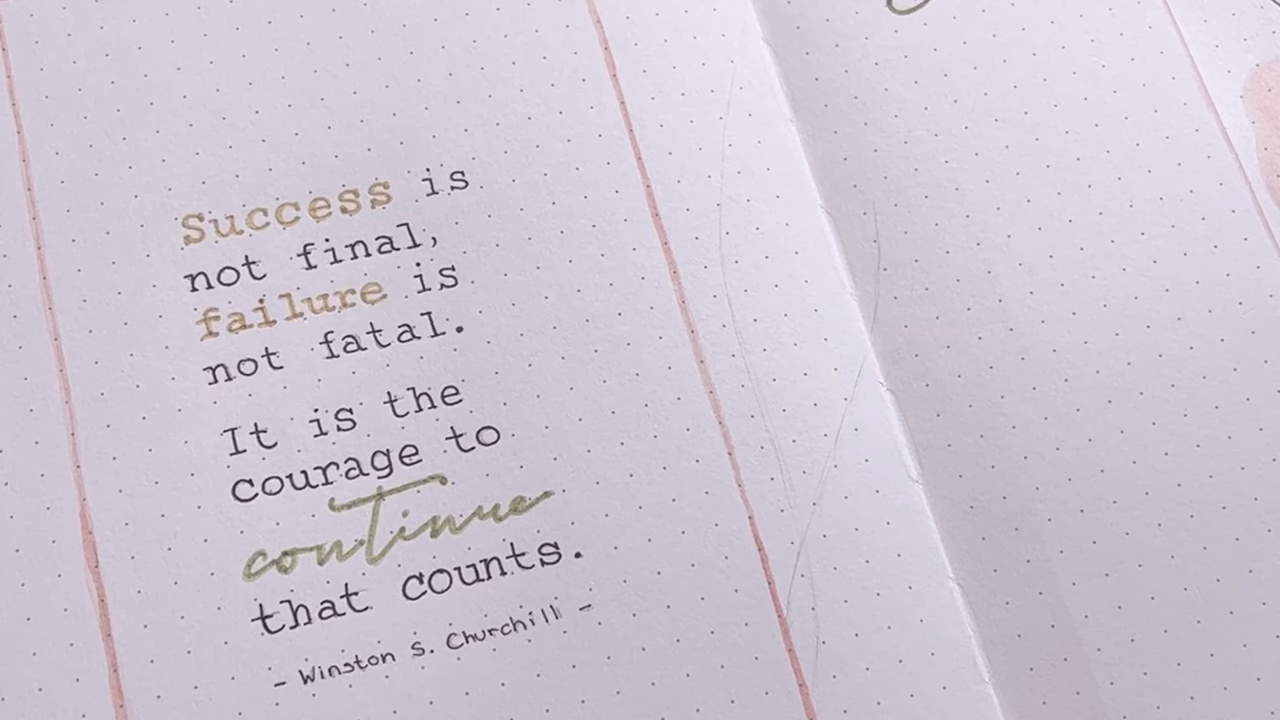 Success is
not final,
failure is
not fatal.
It is the
courage to
continue
that counts.
- Winston S. Churchill -